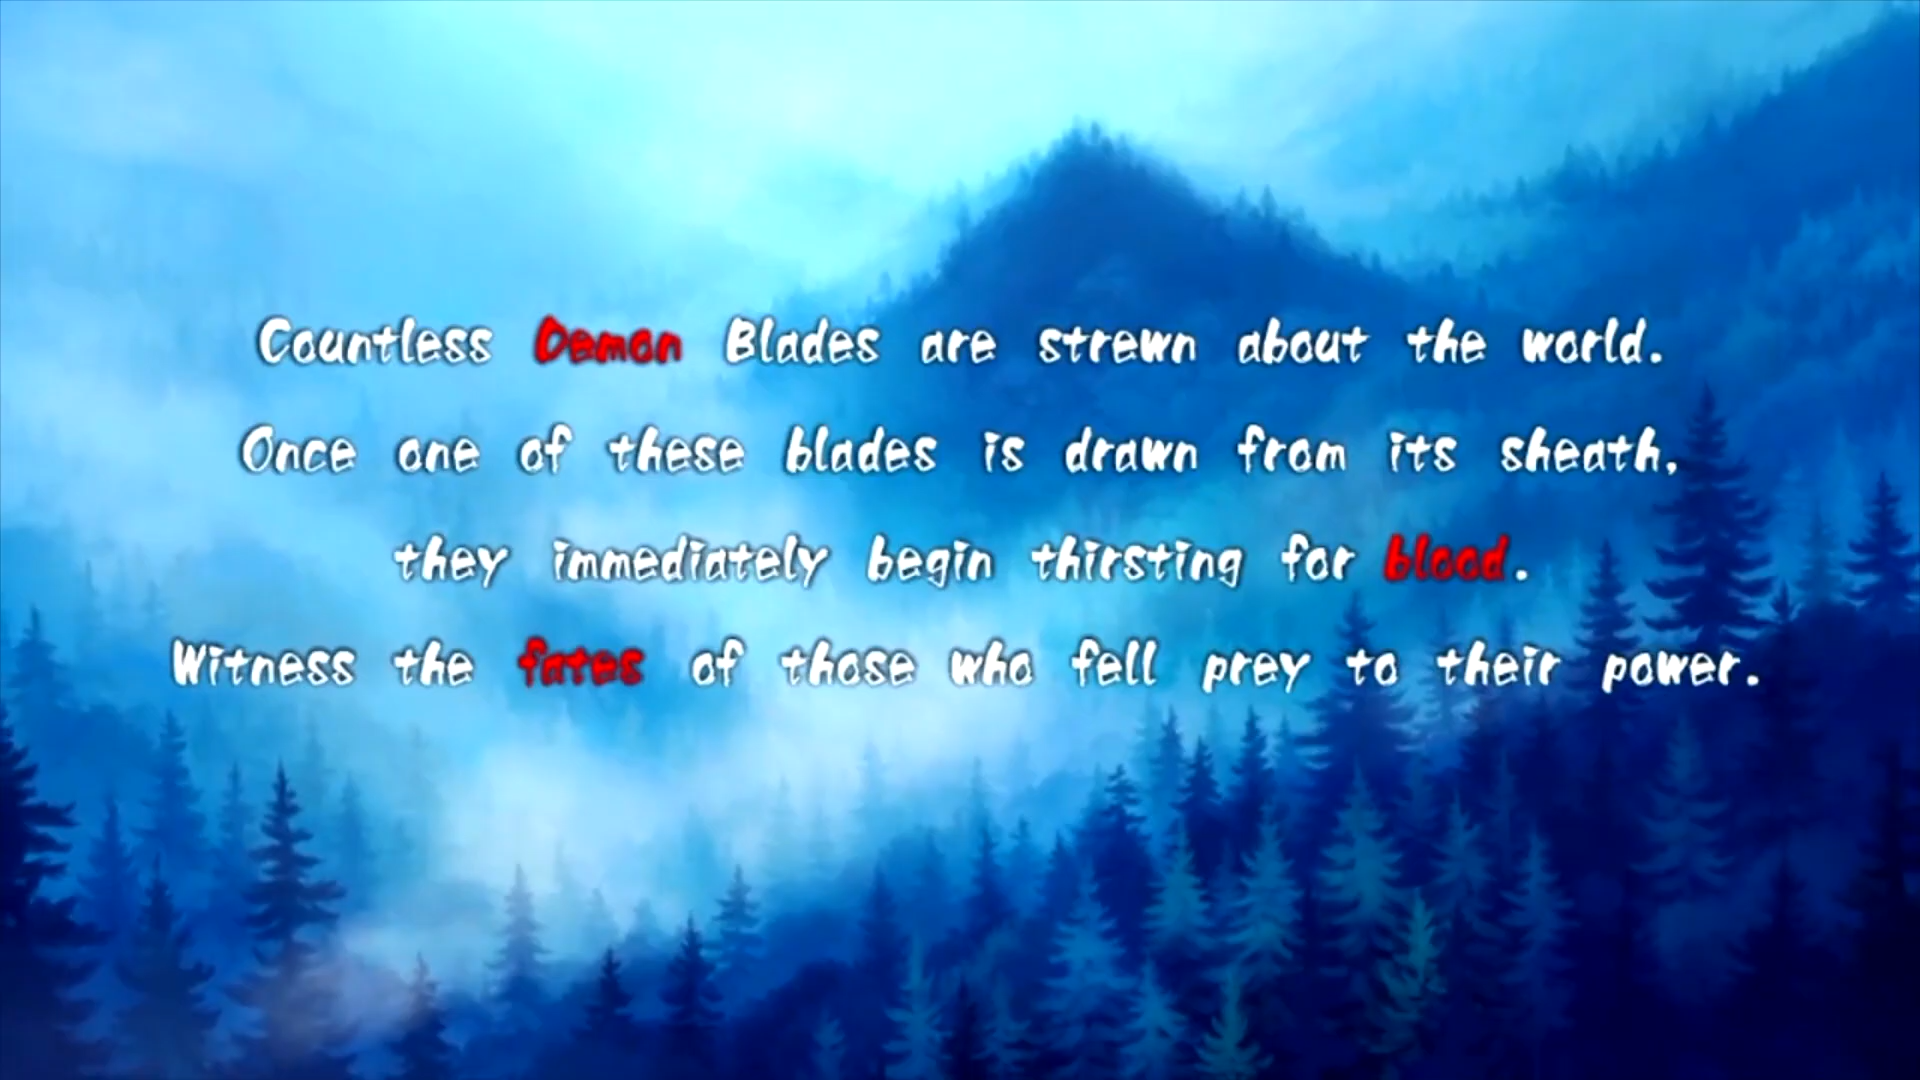 Countless Demon Blades are strewn about the world.
Once one of these blades is drawn from its sheath,
they immediately begin thirsting for blood.
Witness the fates of those who fell prey to their power.